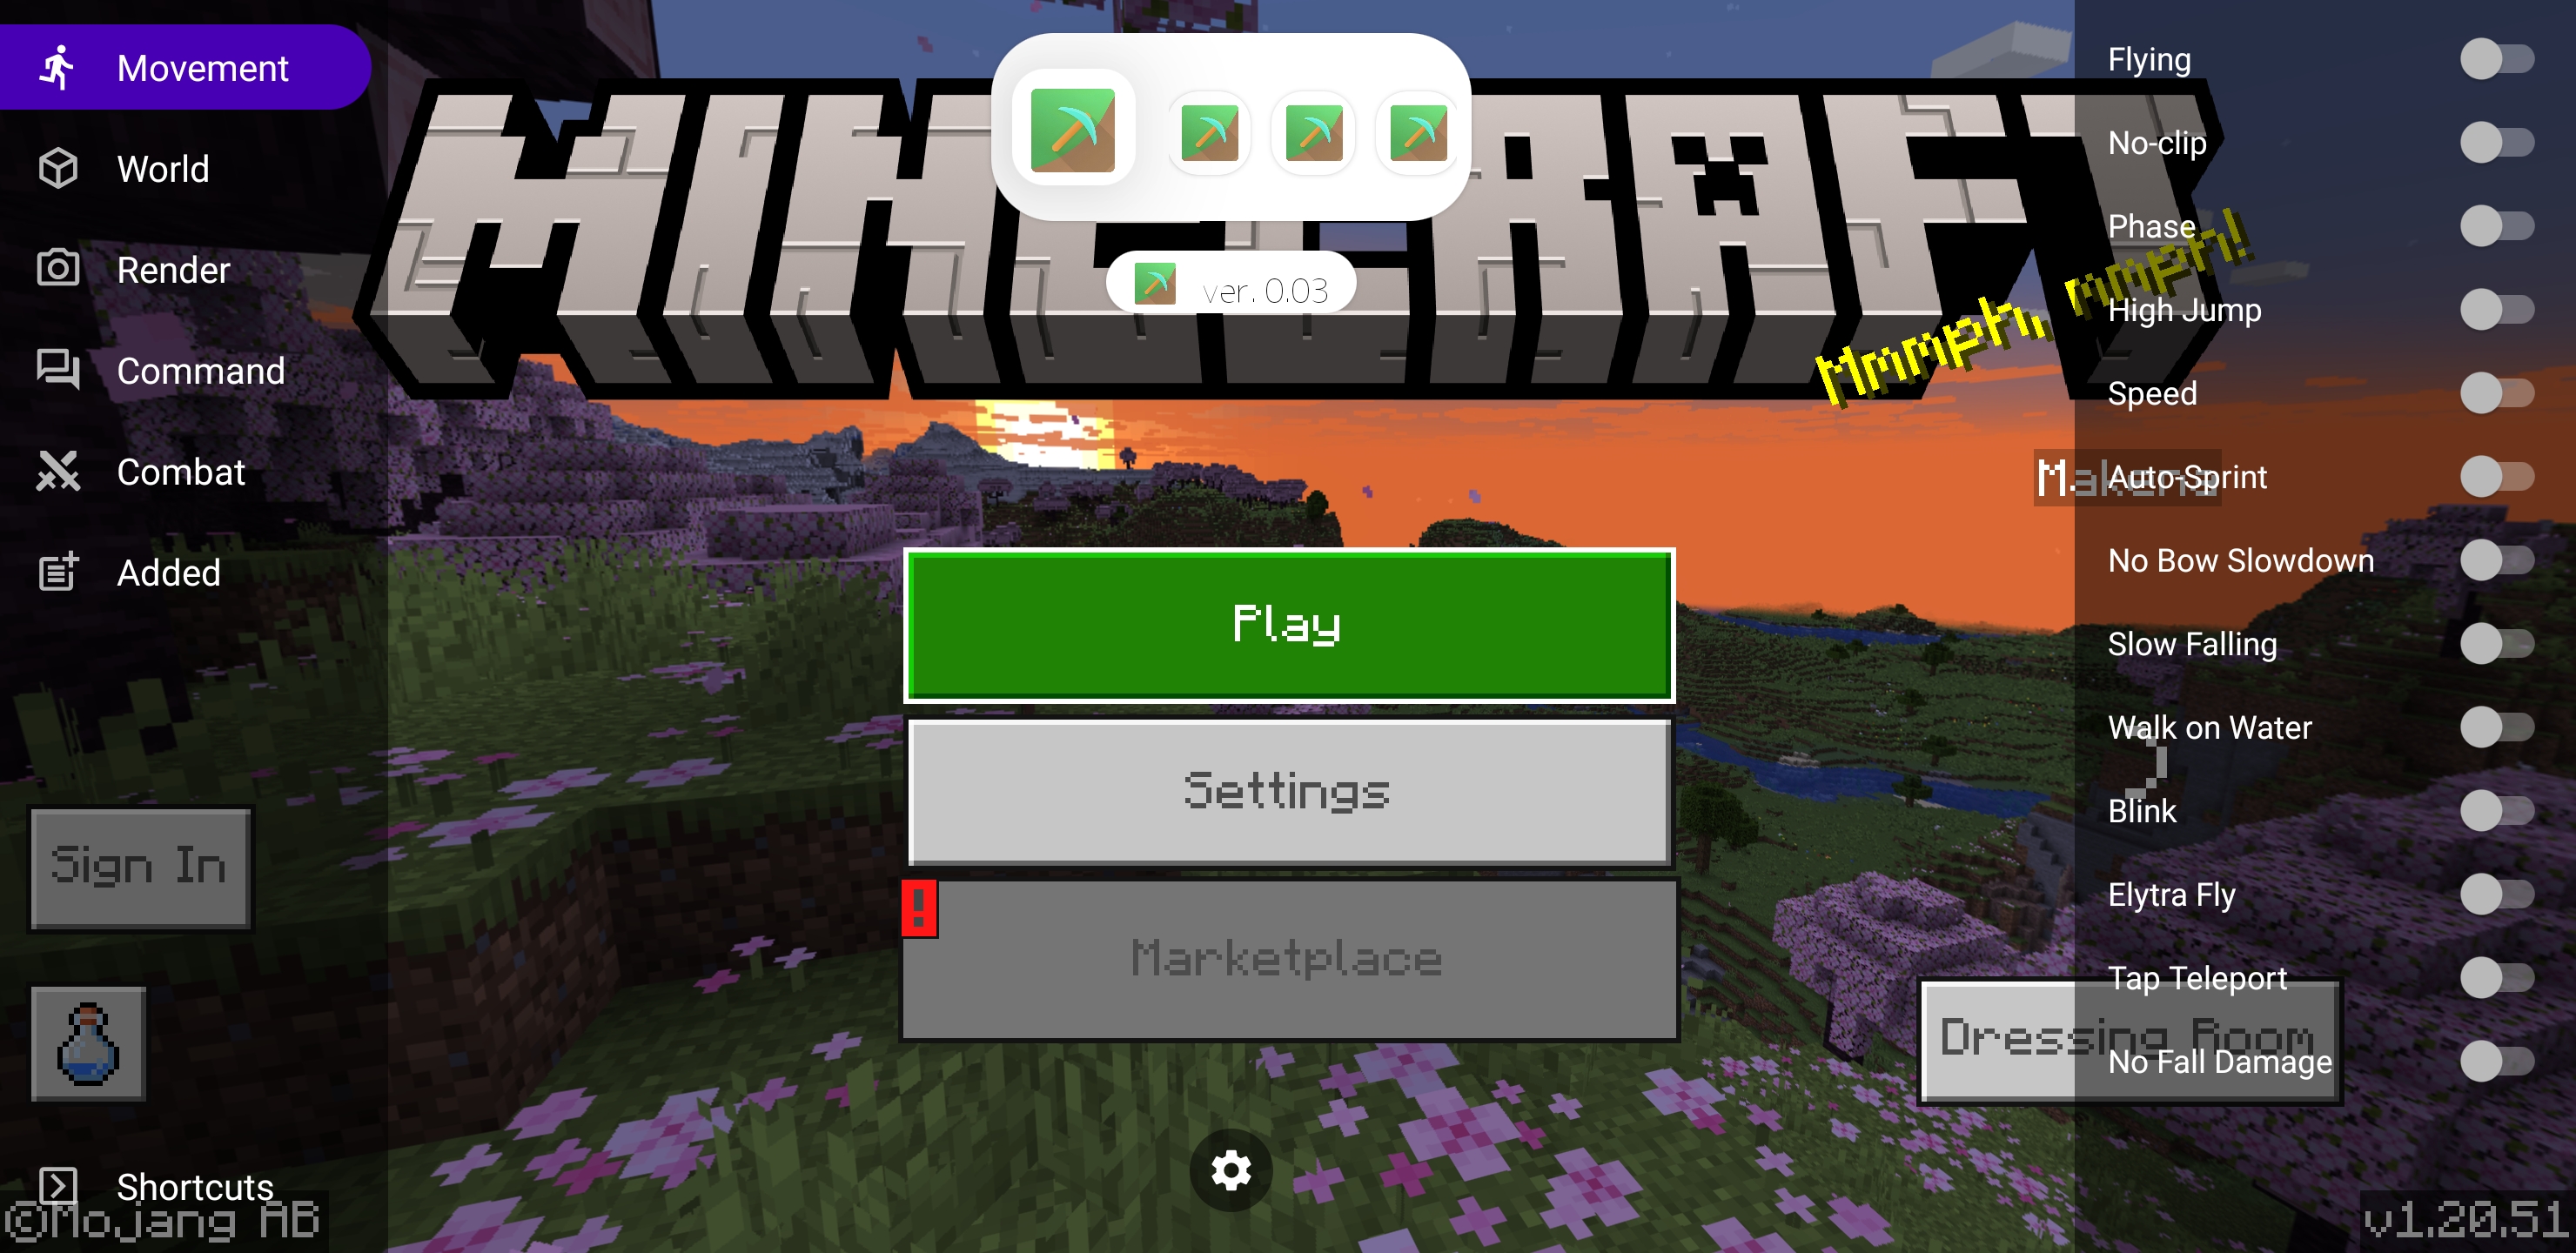 Movement
World
Render
Command
Combat
Added
Shortcuts
MINECRAFT
ver. 0.03
Mmmph, mmph!
Play
Settings
Marketplace
Sign In
Dressing Room
©Mojang AB
v1.20.51
Flying
No-clip
Phase
High Jump
Speed
Auto-Sprint
No Bow Slowdown
Slow Falling
Walk on Water
Blink
Elytra Fly
Tap Teleport
No Fall Damage